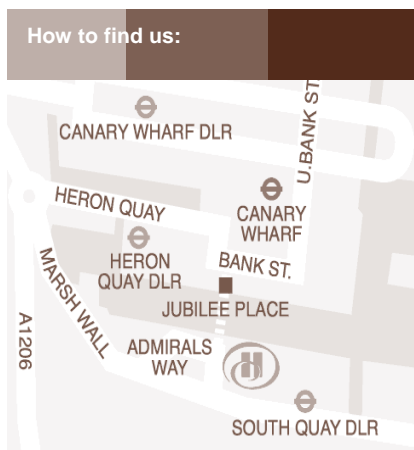 How to find us:
CANARY WHARF DLR
U.BANK ST.
HERON QUAY
CANARY
WHARF
HERON
QUAY DLR
BANK ST.
MARSH WALL
JUBILEE PLACE
A1206
ADMIRALS
WAY
H
SOUTH QUAY DLR